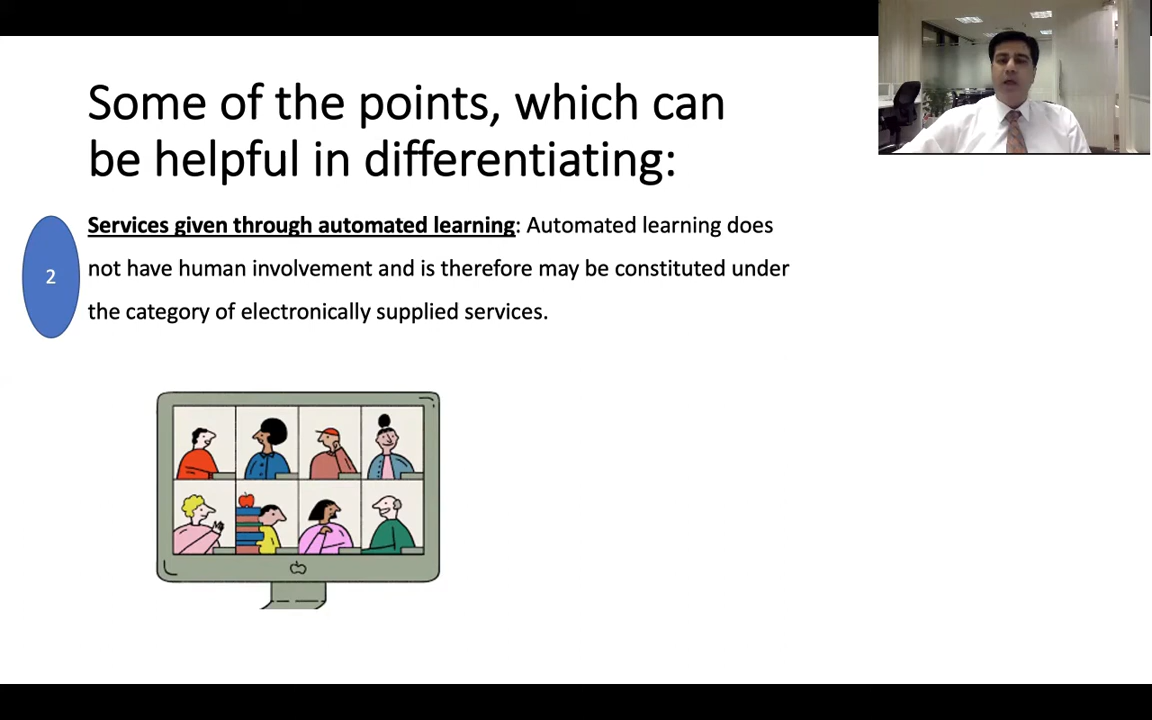 Some of the points, which can
be helpful in differentiating:
2
Services given through automated learning: Automated learning does
not have human involvement and is therefore may be constituted under
the category of electronically supplied services.